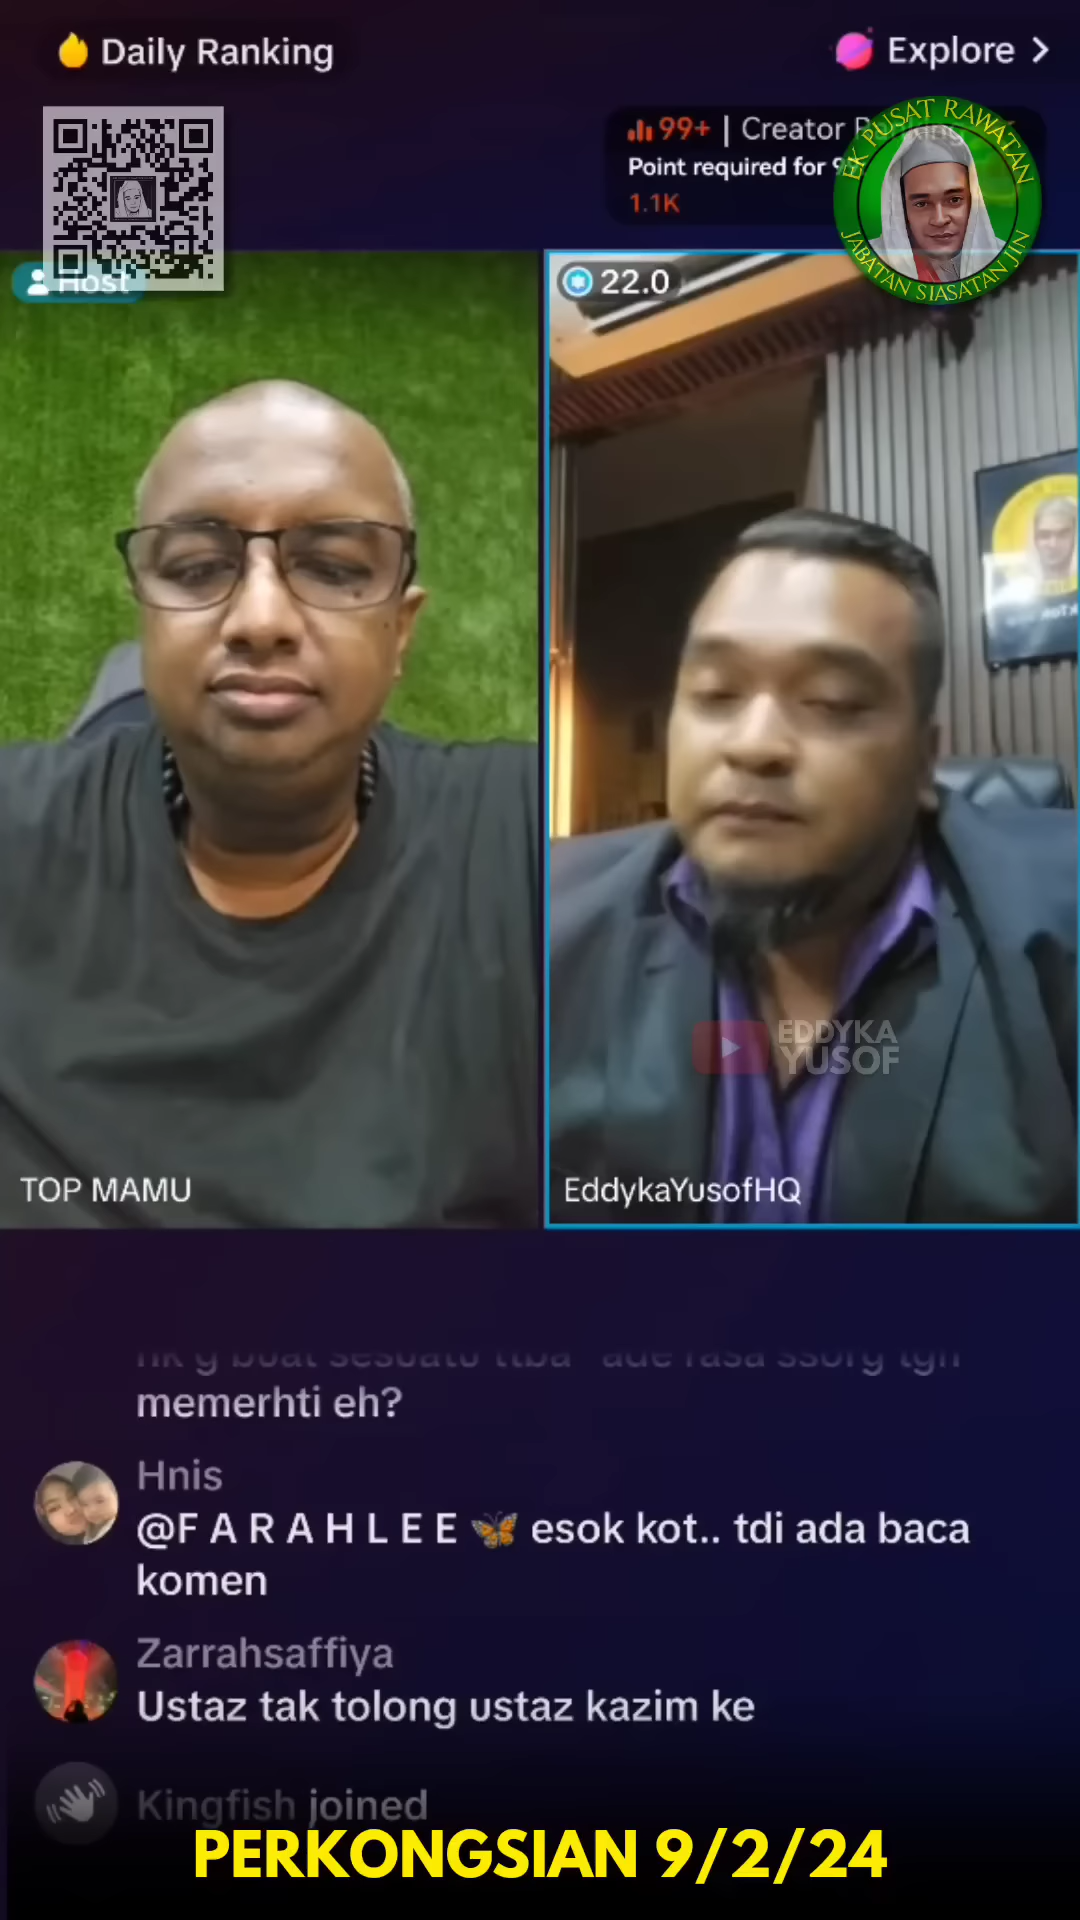 Daily Ranking
Explore
99+ | Creator
Point required for
1.1K
EK PUSAT RAWATAN
JABATAN SIASATAN JIN
Host
22.0
EDDYKA
YUSOF
TOP MAMU
EddykaYusofHQ
memerhti eh?
Hnis
@F A R A H L E E 🦋 esok kot.. tdi ada baca
komen
Zarrahsaffiya
Ustaz tak tolong ustaz kazim ke
Kingfish joined
PERKONGSIAN 9/2/24